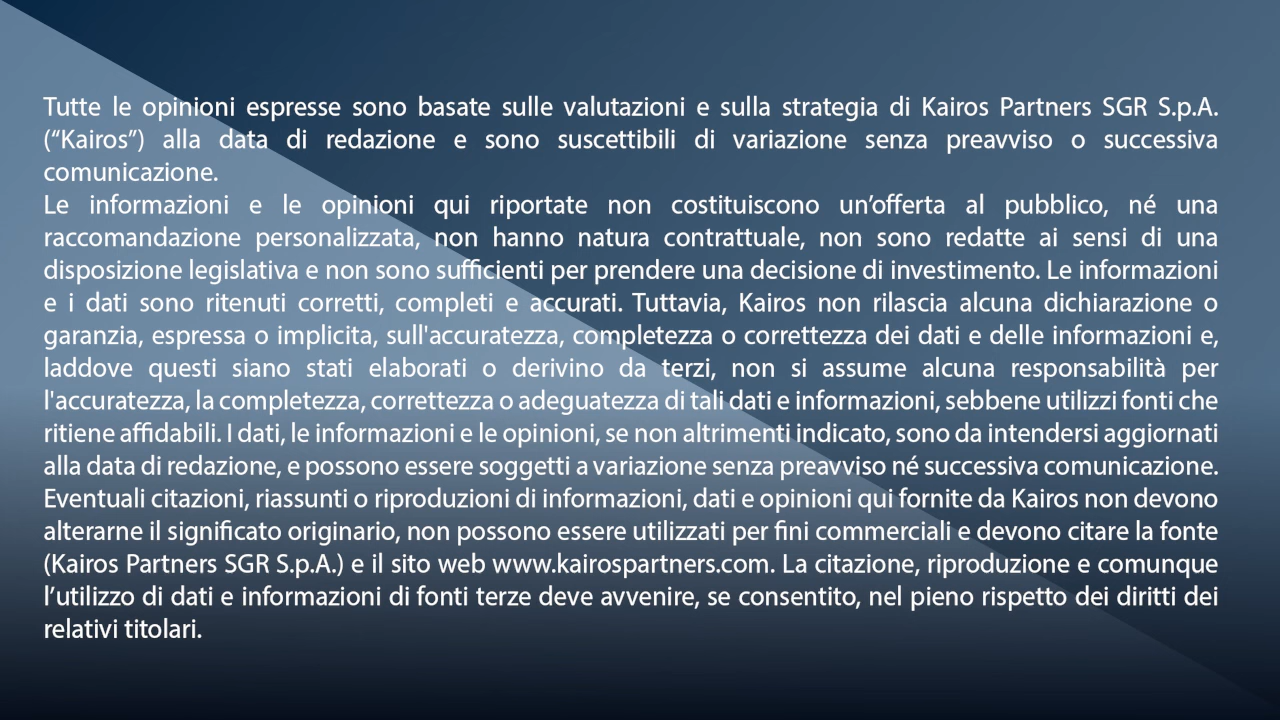 Tutte le opinioni espresse sono basate sulle valutazioni e sulla strategia di Kairos Partners SGR S.p.A.
(“Kairos”) alla data di redazione e sono suscettibili di variazione senza preavviso o successiva
comunicazione.
Le informazioni e le opinioni qui riportate non costituiscono un’offerta al pubblico, né una
raccomandazione personalizzata, non hanno natura contrattuale, non sono redatte ai sensi di una
disposizione legislativa e non sono sufficienti per prendere una decisione di investimento. Le informazioni
e i dati sono ritenuti corretti, completi e accurati. Tuttavia, Kairos non rilascia alcuna dichiarazione o
garanzia, espressa o implicita, sull'accuratezza, completezza o correttezza dei dati e delle informazioni e,
laddove questi siano stati elaborati o derivino da terzi, non si assume alcuna responsabilità per
l'accuratezza, la completezza, correttezza o adeguatezza di tali dati e informazioni, sebbene utilizzi fonti che
ritiene affidabili. I dati, le informazioni e le opinioni, se non altrimenti indicato, sono da intendersi aggiornati
alla data di redazione, e possono essere soggetti a variazione senza preavviso né successiva comunicazione.
Eventuali citazioni, riassunti o riproduzioni di informazioni, dati e opinioni qui fornite da Kairos non devono
alterarne il significato originario, non possono essere utilizzati per fini commerciali e devono citare la fonte
(Kairos Partners SGR S.p.A.) e il sito web www.kairospartners.com. La citazione, riproduzione e comunque
l’utilizzo di dati e informazioni di fonti terze deve avvenire, se consentito, nel pieno rispetto dei diritti dei
relativi titolari.